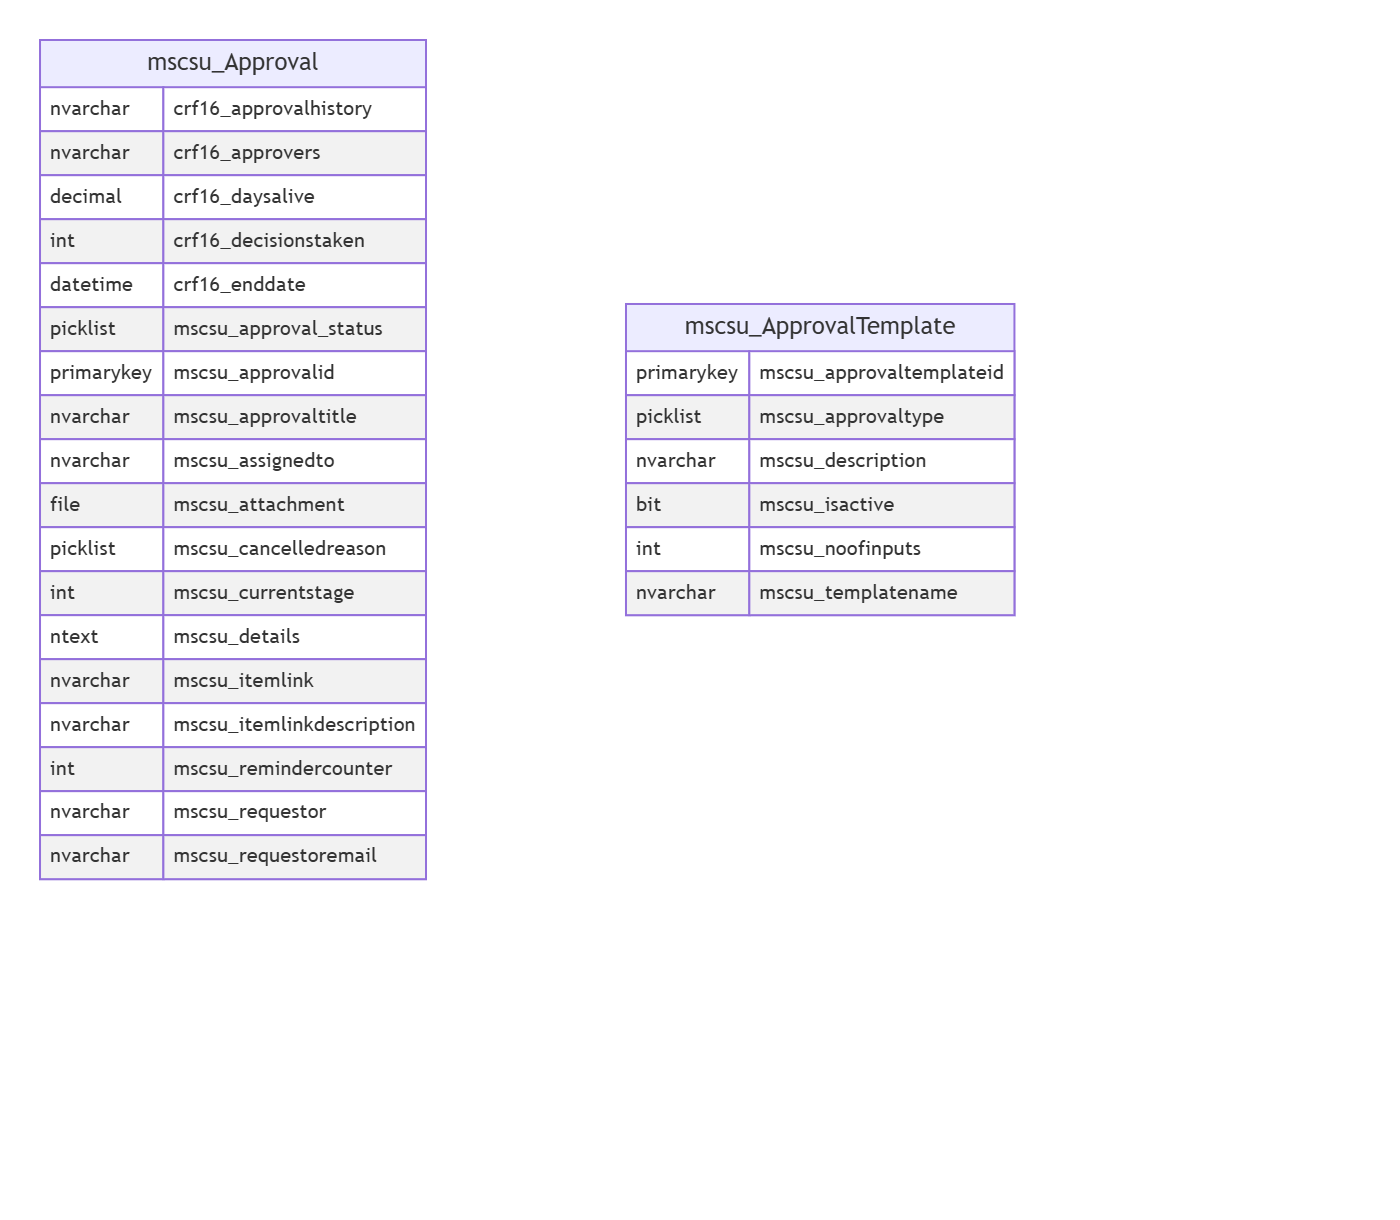 mscsu_Approval
nvarchar crf16_approvalhistory
nvarchar crf16_approvers
decimal crf16_daysalive
int crf16_decisionstaken
datetime crf16_enddate
picklist mscsu_approval_status
primarykey mscsu_approvalid
nvarchar mscsu_approvaltitle
nvarchar mscsu_assignedto
file mscsu_attachment
picklist mscsu_cancelledreason
int mscsu_currentstage
ntext mscsu_details
nvarchar mscsu_itemlink
nvarchar mscsu_itemlinkdescription
int mscsu_remindercounter
nvarchar mscsu_requestor
nvarchar mscsu_requestoremail
mscsu_ApprovalTemplate
primarykey mscsu_approvaltemplateid
picklist mscsu_approvaltype
nvarchar mscsu_description
bit mscsu_isactive
int mscsu_noofinputs
nvarchar mscsu_templatename